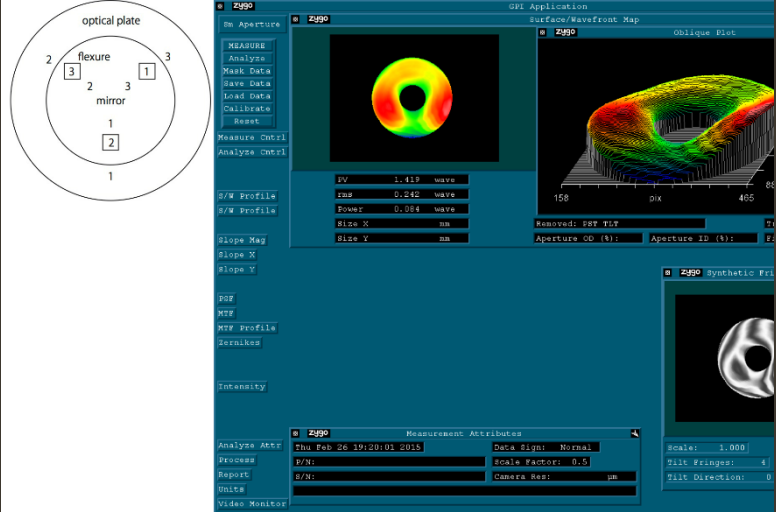 optical plate
2 flexure 3
3 1
2 3
mirror
1
2
1
zygo GPI Application
Sm Aperture
MEASURE
Analyze
Mask Data
Save Data
Load Data
Calibrate
Reset
Measure Cntrl
Analyze Cntrl
S/W Profile
S/W Profile
Slope Mag
Slope X
Slope Y
PSF
MTF
MTF Profile
Zernikes
Intensity
Analyze Attr
Process
Report
Units
Video Monitor
zygo Surface/Wavefront Map
PV 1.419 wave
rms 0.242 wave
Power 0.084 wave
Size X mm
Size Y mm
zygo Oblique Plot
158 pix 465
Removed: PST TLT
Aperture OD (%): Aperture ID (%):
zygo Synthetic Fri
Scale: 1.000
Tilt Fringes: 4
Tilt Direction: 0
zygo Measurement Attributes
Thu Feb 26 19:20:01 2015 Data Sign: Normal
P/N: Scale Factor: 0.5
S/N: Camera Res: µm